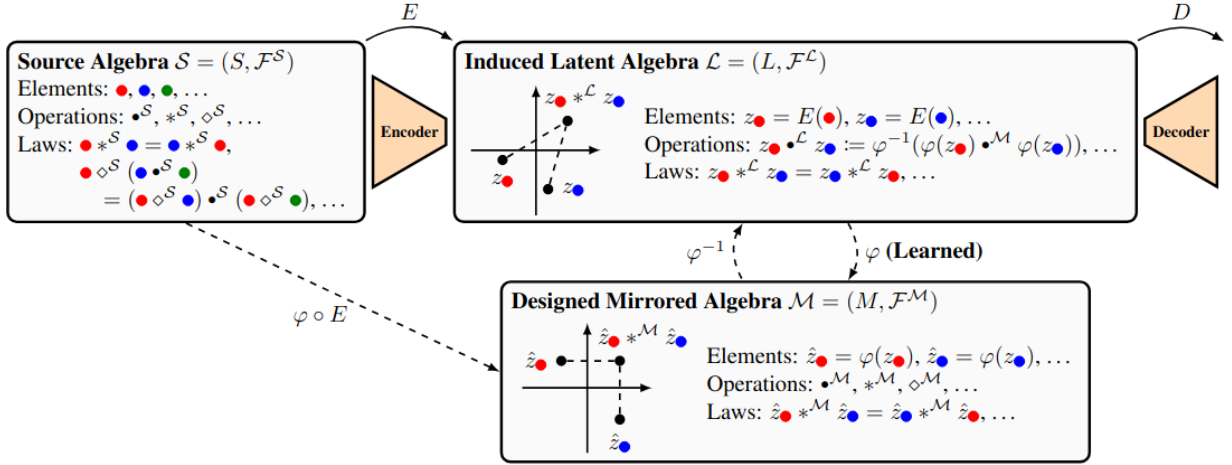 E
D
Source Algebra 𝒮 = (S, ℱ^𝒮)
Elements: ●, ●, ●, …
Operations: •^𝒮, *^𝒮, ⋄^𝒮, …
Laws: ● *^𝒮 ● = ● *^𝒮 ●,
● ⋄^𝒮 (● •^𝒮 ●)
= (● ⋄^𝒮 ●) •^𝒮 (● ⋄^𝒮 ●), …
Encoder
Induced Latent Algebra ℒ = (L, ℱ^ℒ)
z● *^ℒ z●
z●
z●
Elements: z● = E(●), z● = E(●), …
Operations: z● •^ℒ z● := φ⁻¹(φ(z●) •^ℳ φ(z●)), …
Laws: z● *^ℒ z● = z● *^ℒ z●, …
Decoder
φ⁻¹
φ (Learned)
φ ∘ E
Designed Mirrored Algebra ℳ = (M, ℱ^ℳ)
ẑ● *^ℳ ẑ●
ẑ●
ẑ●
Elements: ẑ● = φ(z●), ẑ● = φ(z●), …
Operations: •^ℳ, *^ℳ, ⋄^ℳ, …
Laws: ẑ● *^ℳ ẑ● = ẑ● *^ℳ ẑ●, …